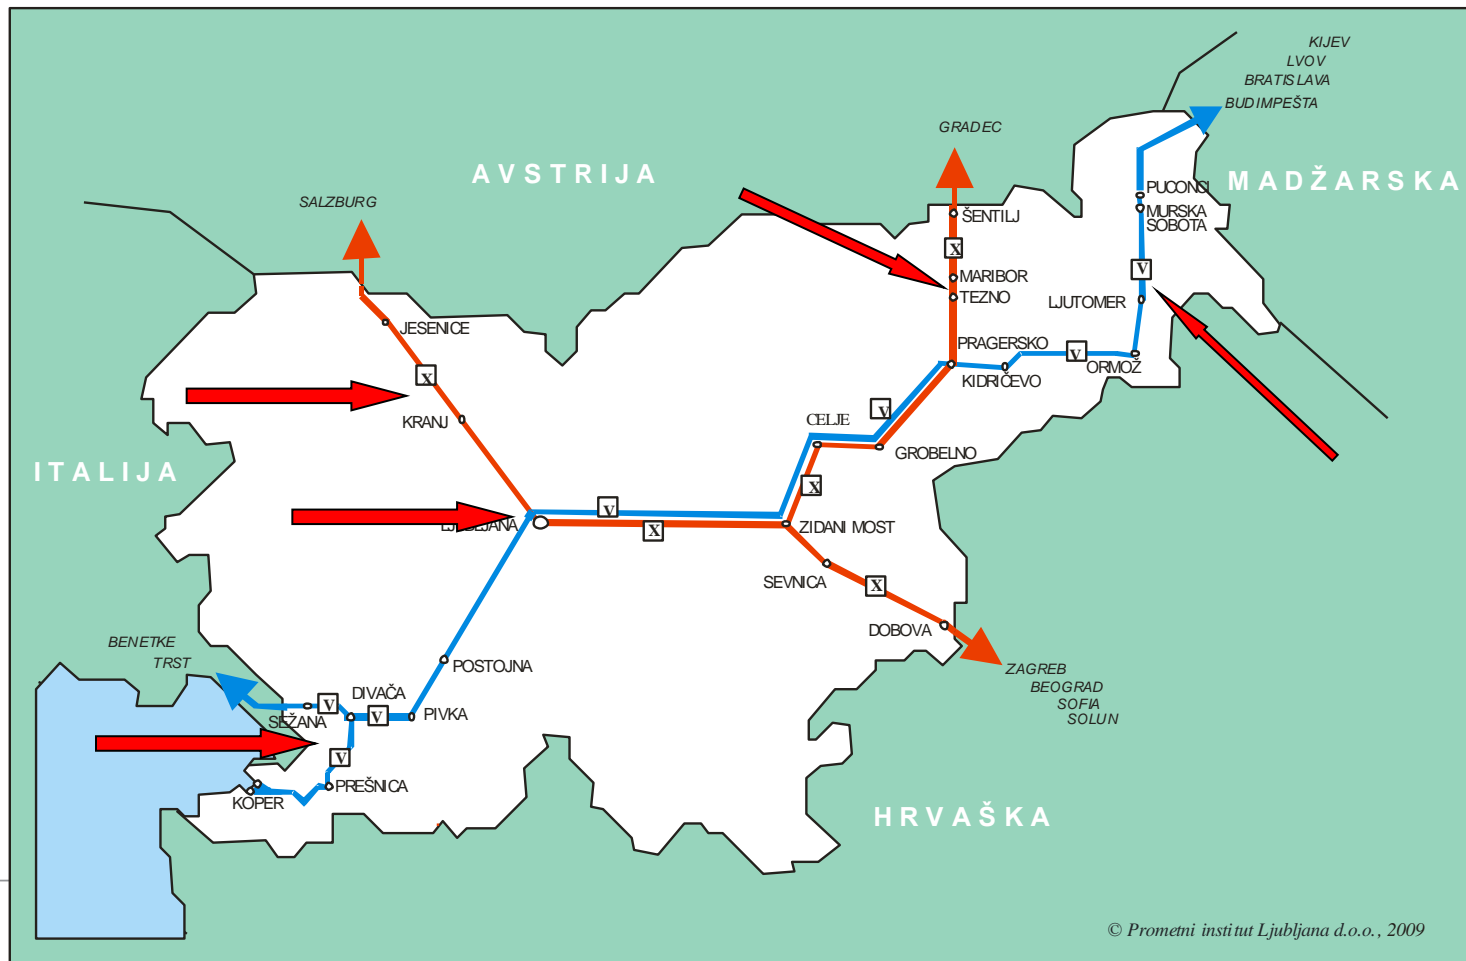 KIJEV
LVOV
BRATISLAVA
BUDIMPEŠTA
GRADEC
AVSTRIJA
MADŽARSKA
PUCONCI
SALZBURG
MURSKA
SOBOTA
ŠENTILJ
X
V
MARIBOR
TEZNO
LJUTOMER
JESENICE
PRAGERSKO
V
ORMOŽ
X
KIDRIČEVO
KRANJ
CELJE
V
GROBELNO
ITALIJA
X
V
LJUBLJANA
X
ZIDANI MOST
SEVNICA
X
DOBOVA
BENETKE
TRST
POSTOJNA
ZAGREB
BEOGRAD
SOFIA
SOLUN
DIVAČA
V
V
SEŽANA
PIVKA
V
PREŠNICA
KOPER
HRVAŠKA
© Prometni institut Ljubljana d.o.o., 2009